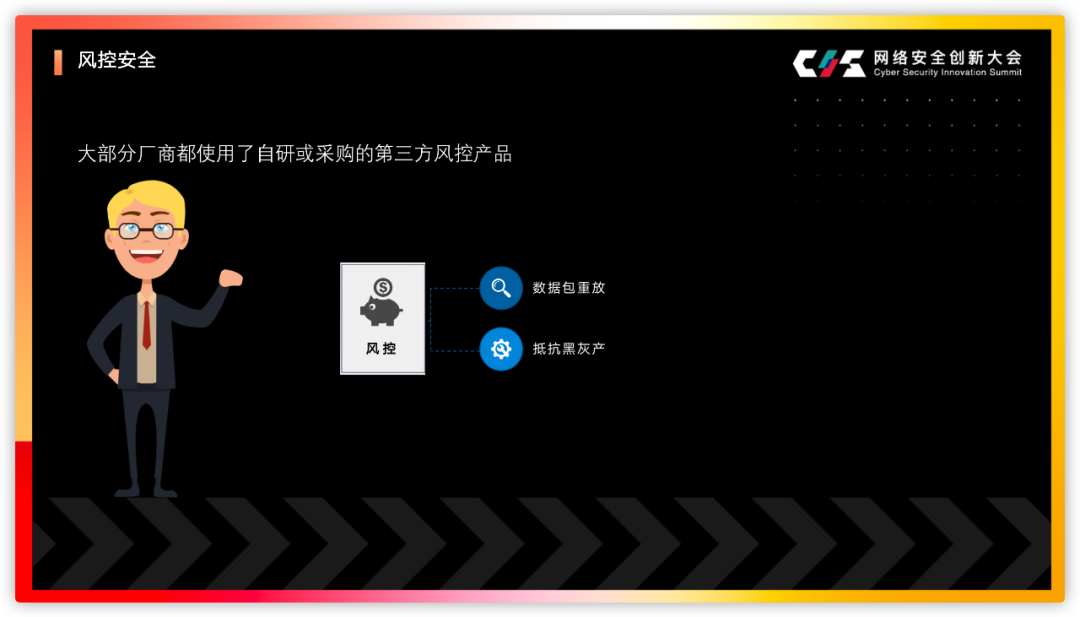 风控安全
CIS 网络安全创新大会
Cyber Security Innovation Summit
大部分厂商都使用了自研或采购的第三方风控产品
数据包重放
风控
抵抗黑灰产